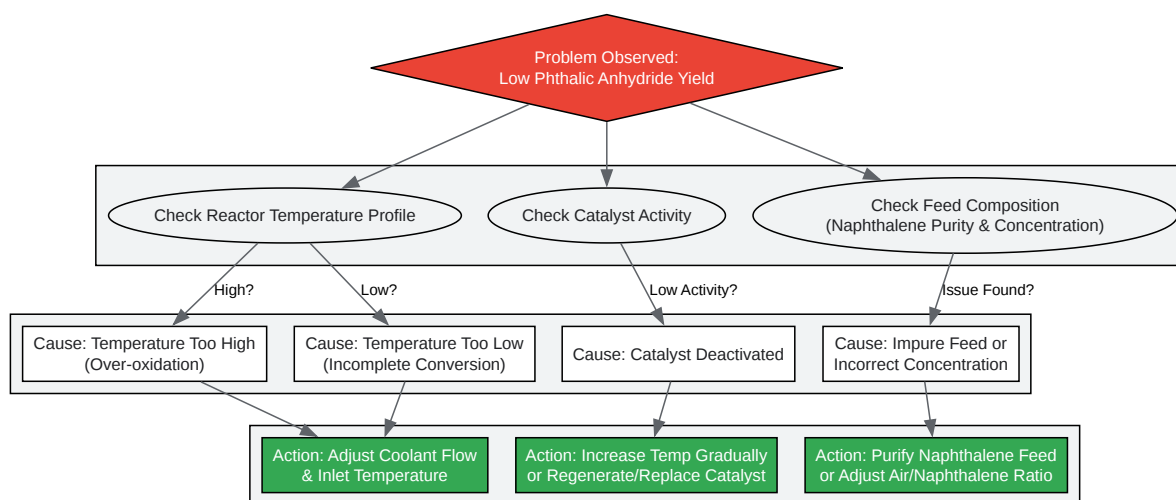 Problem Observed:
Low Phthalic Anhydride Yield
Check Reactor Temperature Profile
Check Catalyst Activity
Check Feed Composition
(Naphthalene Purity & Concentration)
High?
Low?
Low Activity?
Issue Found?
Cause: Temperature Too High
(Over-oxidation)
Cause: Temperature Too Low
(Incomplete Conversion)
Cause: Catalyst Deactivated
Cause: Impure Feed or
Incorrect Concentration
Action: Adjust Coolant Flow
& Inlet Temperature
Action: Increase Temp Gradually
or Regenerate/Replace Catalyst
Action: Purify Naphthalene Feed
or Adjust Air/Naphthalene Ratio